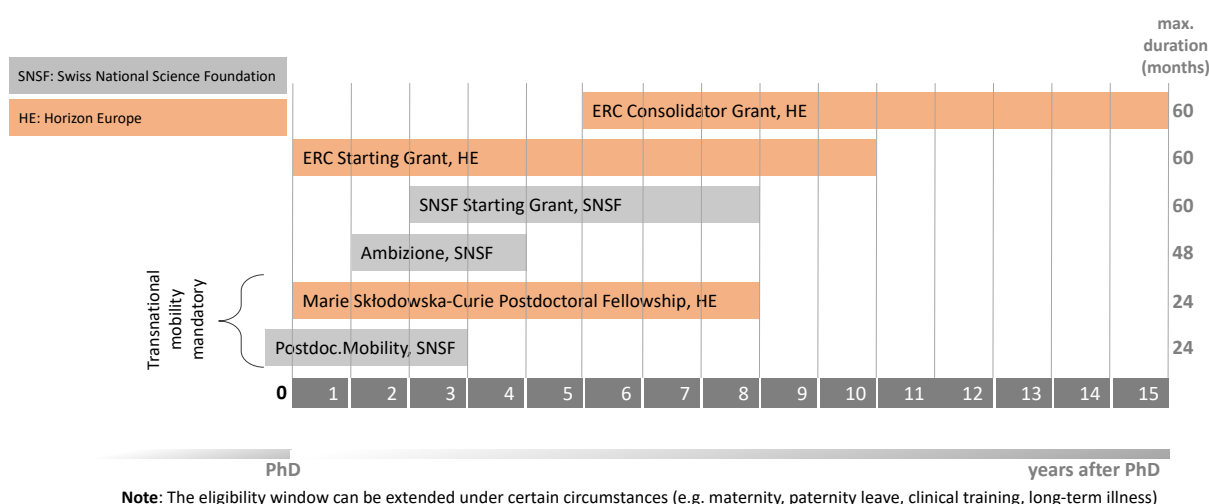 max.
duration
(months)
SNSF: Swiss National Science Foundation
HE: Horizon Europe
ERC Consolidator Grant, HE
60
ERC Starting Grant, HE
60
SNSF Starting Grant, SNSF
60
Ambizione, SNSF
48
Transnational
mobility
mandatory
Marie Skłodowska-Curie Postdoctoral Fellowship, HE
24
Postdoc.Mobility, SNSF
24
0 1 2 3 4 5 6 7 8 9 10 11 12 13 14 15
PhD
years after PhD
Note: The eligibility window can be extended under certain circumstances (e.g. maternity, paternity leave, clinical training, long-term illness)